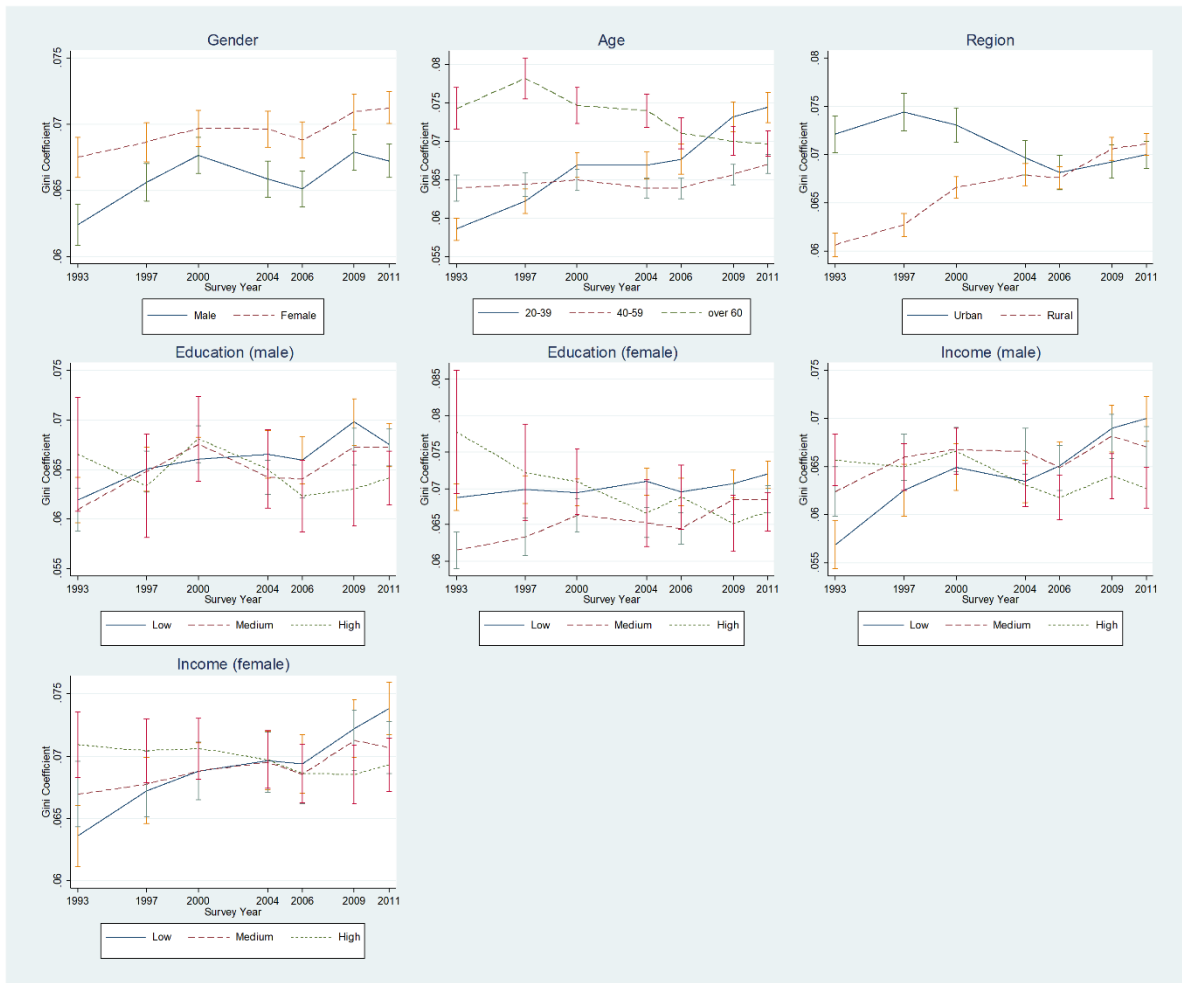 Gender
Gini Coefficient
.075
.07
.065
.06
1993 1997 2000 2004 2006 2009 2011
Survey Year
Male Female
Age
Gini Coefficient
.08
.075
.07
.065
.06
.055
1993 1997 2000 2004 2006 2009 2011
Survey Year
20-39 40-59 over 60
Region
Gini Coefficient
.08
.075
.07
.065
.06
1993 1997 2000 2004 2006 2009 2011
Survey Year
Urban Rural
Education (male)
Gini Coefficient
.075
.07
.065
.06
.055
1993 1997 2000 2004 2006 2009 2011
Survey Year
Low Medium High
Education (female)
Gini Coefficient
.085
.08
.075
.07
.065
.06
1993 1997 2000 2004 2006 2009 2011
Survey Year
Low Medium High
Income (male)
Gini Coefficient
.075
.07
.065
.06
.055
1993 1997 2000 2004 2006 2009 2011
Survey Year
Low Medium High
Income (female)
Gini Coefficient
.075
.07
.065
.06
1993 1997 2000 2004 2006 2009 2011
Survey Year
Low Medium High